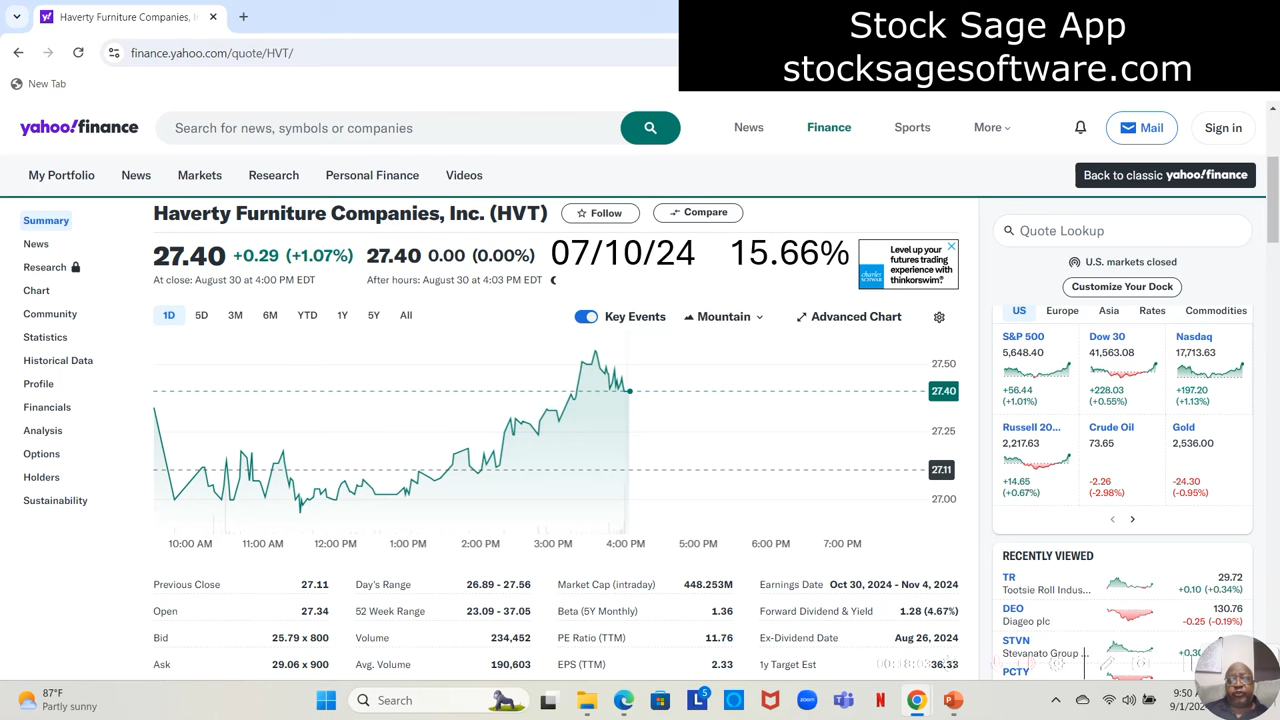 Haverty Furniture Companies, I
Stock Sage App
stocksagesoftware.com
finance.yahoo.com/quote/HVT/
New Tab
yahoo!finance
Search for news, symbols or companies
News Finance Sports More
Mail
Sign in
My Portfolio News Markets Research Personal Finance Videos
Back to classic yahoo!finance
Summary
News
Research
Chart
Community
Statistics
Historical Data
Profile
Financials
Analysis
Options
Holders
Sustainability
Haverty Furniture Companies, Inc. (HVT)
Follow
Compare
27.40 +0.29 (+1.07%) 27.40 0.00 (0.00%) 07/10/24 15.66%
At close: August 30 at 4:00 PM EDT After hours: August 30 at 4:03 PM EDT
Level up your
futures trading
experience with
thinkorswim®
charles
SCHWAB
1D 5D 3M 6M YTD 1Y 5Y All
Key Events Mountain Advanced Chart
27.50
27.40
27.25
27.11
27.00
10:00 AM 11:00 AM 12:00 PM 1:00 PM 2:00 PM 3:00 PM 4:00 PM 5:00 PM 6:00 PM 7:00 PM
Previous Close 27.11 Day's Range 26.89 - 27.56 Market Cap (intraday) 448.253M Earnings Date Oct 30, 2024 - Nov 4, 2024
Open 27.34 52 Week Range 23.09 - 37.05 Beta (5Y Monthly) 1.36 Forward Dividend & Yield 1.28 (4.67%)
Bid 25.79 x 800 Volume 234,452 PE Ratio (TTM) 11.76 Ex-Dividend Date Aug 26, 2024
Ask 29.06 x 900 Avg. Volume 190,603 EPS (TTM) 2.33 1y Target Est 36.33
Quote Lookup
U.S. markets closed
Customize Your Dock
US Europe Asia Rates Commodities
S&P 500 Dow 30 Nasdaq
5,648.40 41,563.08 17,713.63
+56.44 +228.03 +197.20
(+1.01%) (+0.55%) (+1.13%)
Russell 20... Crude Oil Gold
2,217.63 73.65 2,536.00
+14.65 -2.26 -24.30
(+0.67%) (-2.98%) (-0.95%)
RECENTLY VIEWED
TR 29.72
Tootsie Roll Indus... +0.10 (+0.34%)
DEO 130.76
Diageo plc -0.25 (-0.19%)
STVN
Stevanato Group ...
PCTY
87°F
Partly sunny
Search
5
9:50